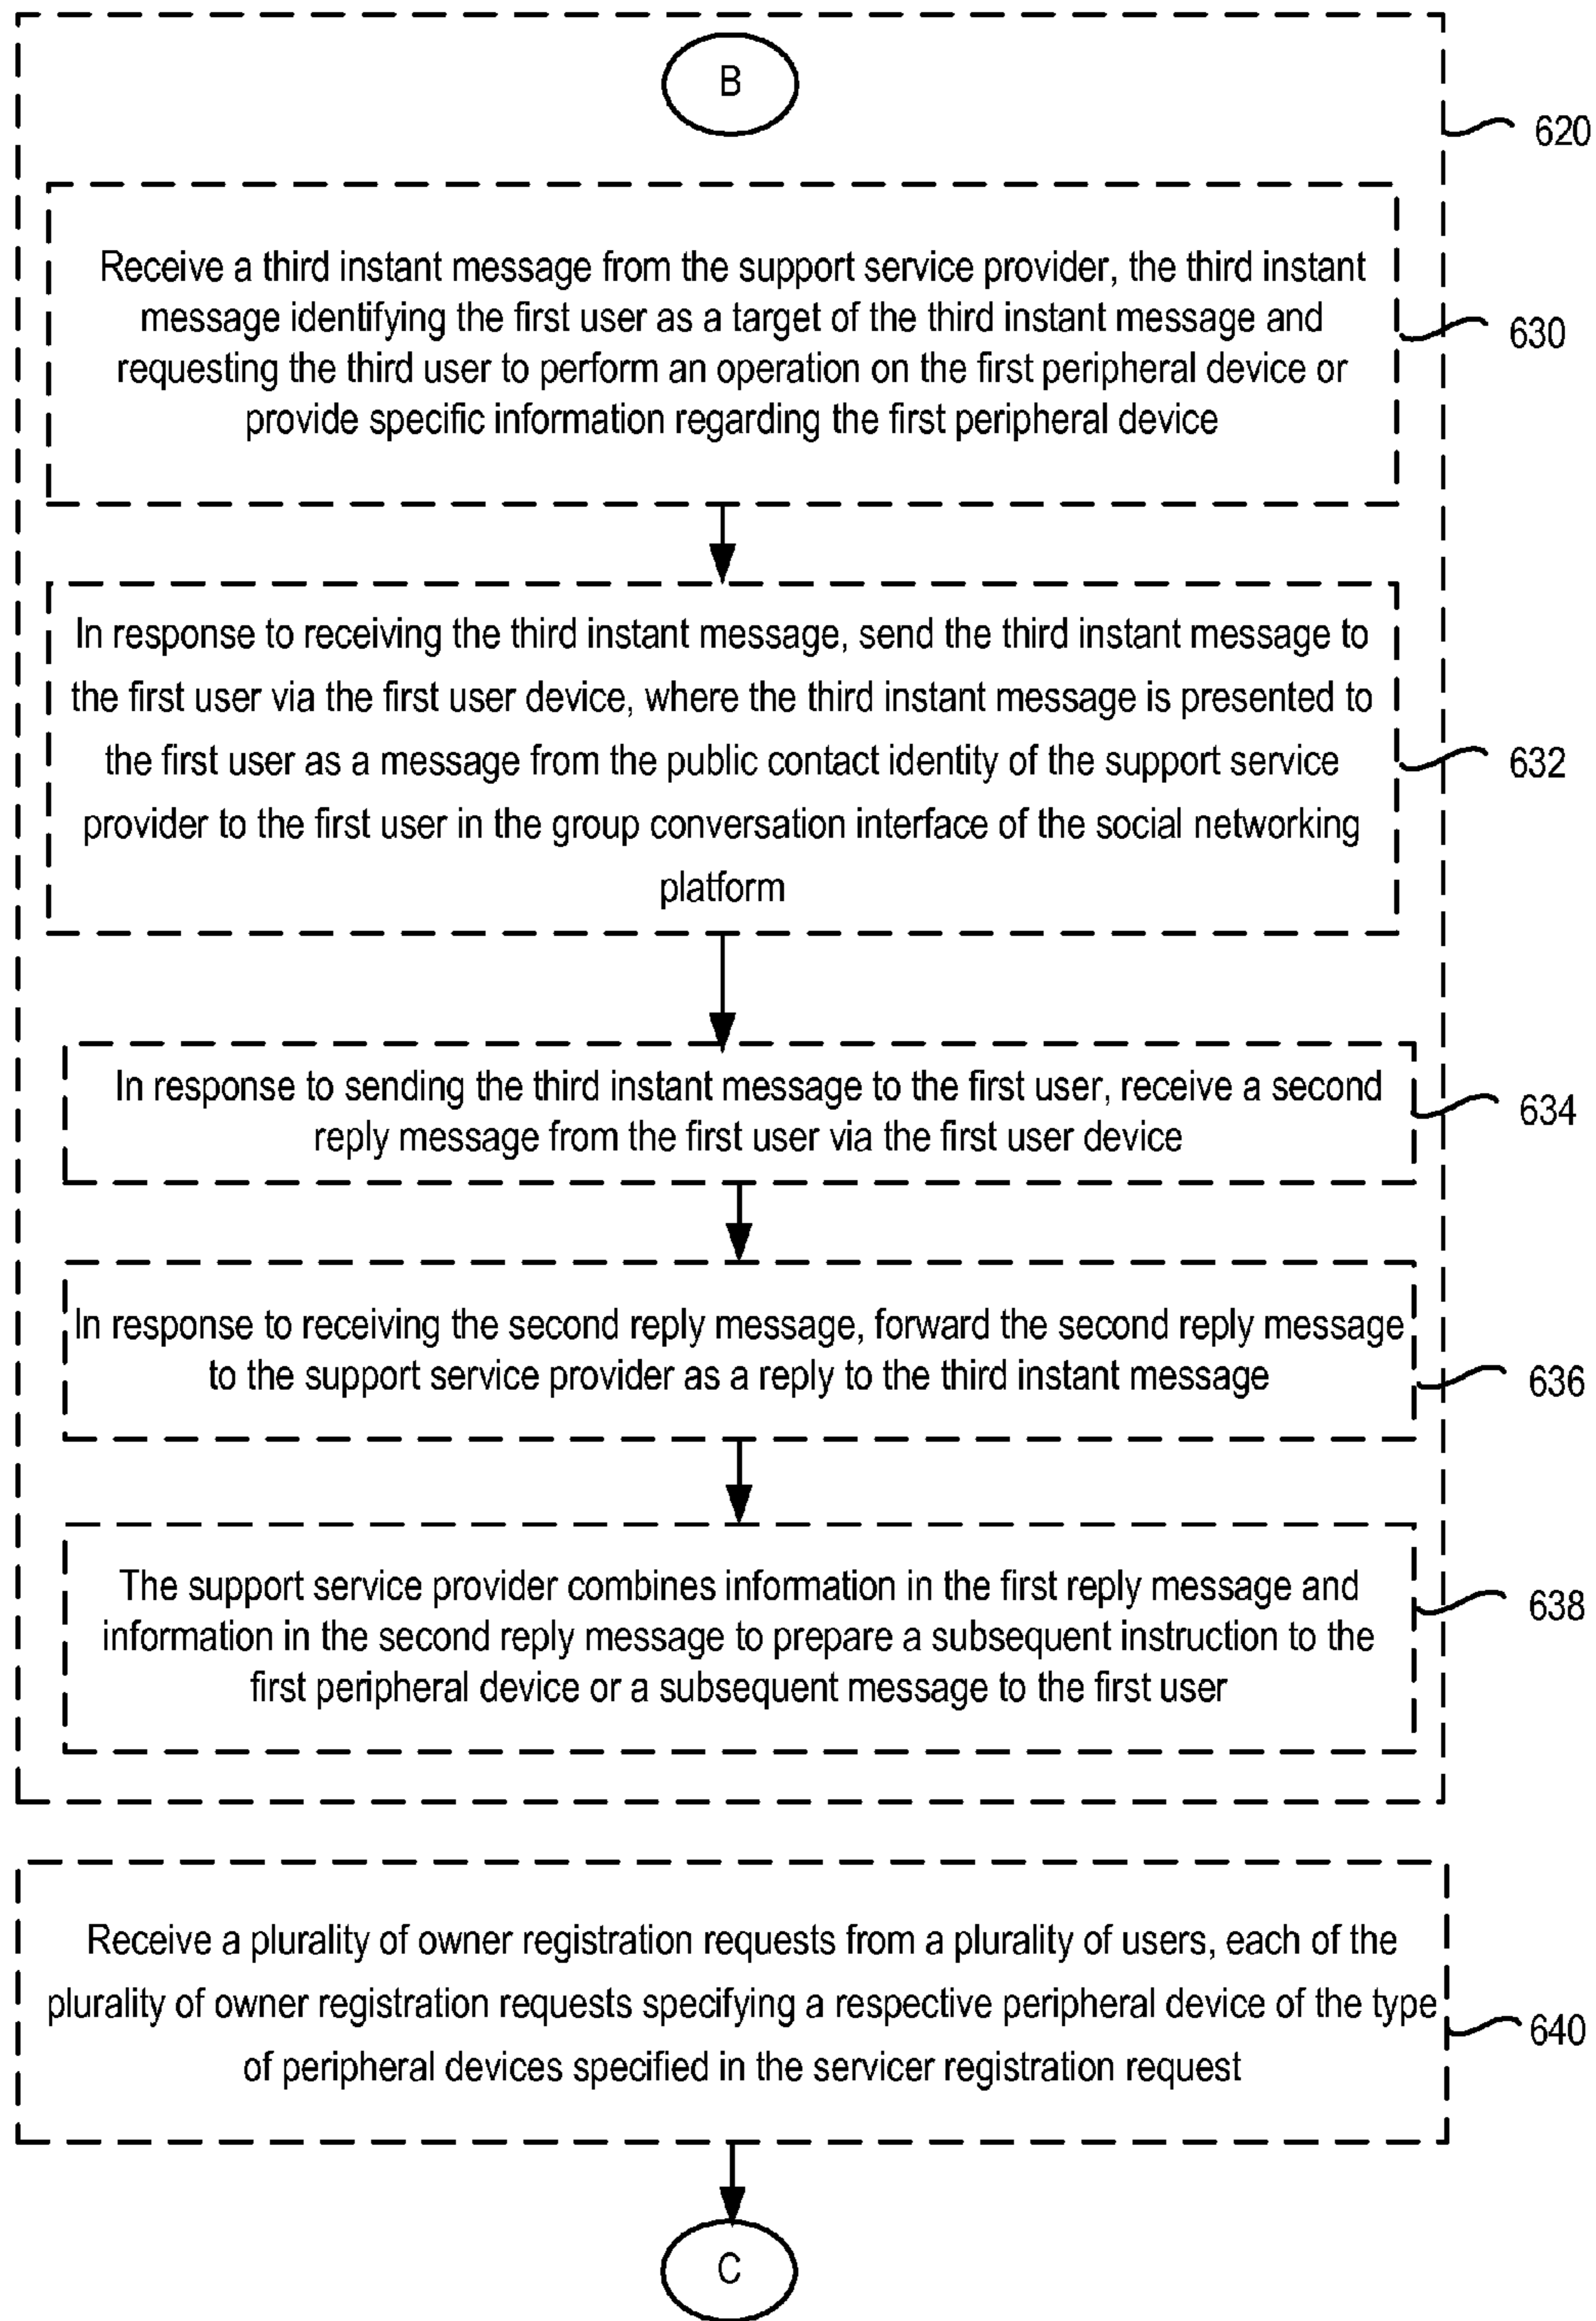 B
620
Receive a third instant message from the support service provider, the third instant
message identifying the first user as a target of the third instant message and
requesting the third user to perform an operation on the first peripheral device or
provide specific information regarding the first peripheral device
630
In response to receiving the third instant message, send the third instant message to
the first user via the first user device, where the third instant message is presented to
the first user as a message from the public contact identity of the support service
provider to the first user in the group conversation interface of the social networking
platform
632
In response to sending the third instant message to the first user, receive a second
reply message from the first user via the first user device
634
In response to receiving the second reply message, forward the second reply message
to the support service provider as a reply to the third instant message
636
The support service provider combines information in the first reply message and
information in the second reply message to prepare a subsequent instruction to the
first peripheral device or a subsequent message to the first user
638
Receive a plurality of owner registration requests from a plurality of users, each of the
plurality of owner registration requests specifying a respective peripheral device of the type
of peripheral devices specified in the servicer registration request
640
C